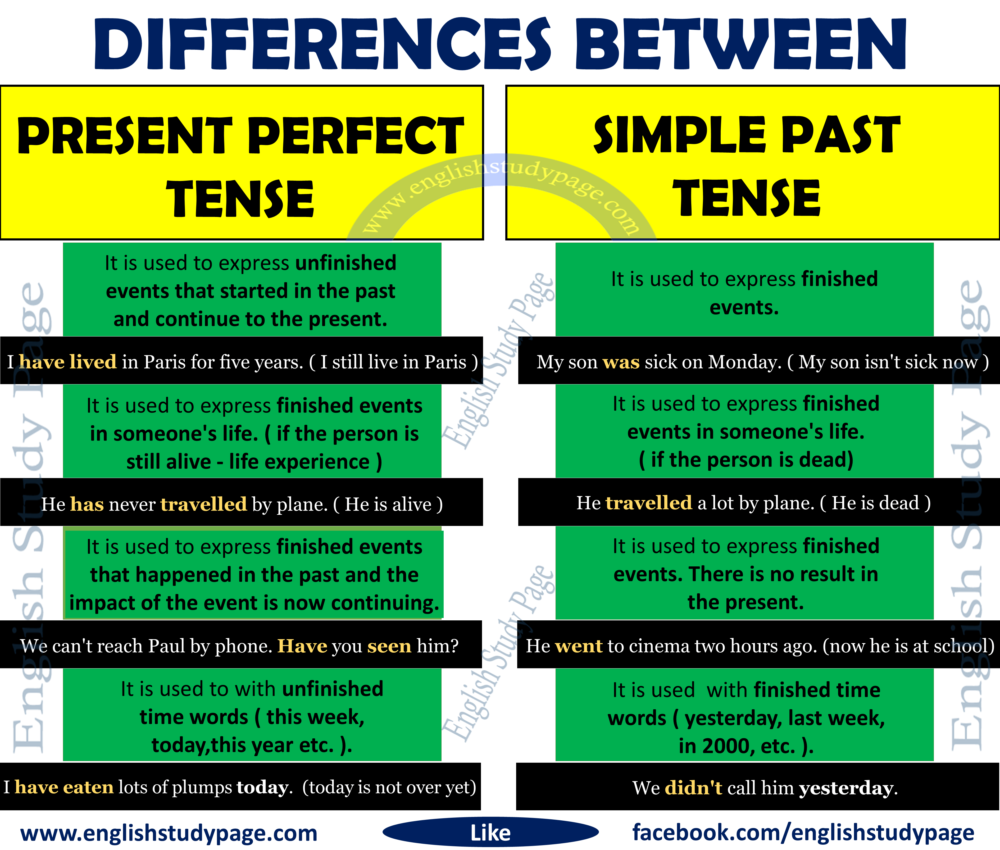 DIFFERENCES BETWEEN
PRESENT PERFECT
TENSE
It is used to express unfinished
events that started in the past
and continue to the present.
I have lived in Paris for five years. ( I still live in Paris )
It is used to express finished events
in someone's life. ( if the person is
still alive - life experience )
He has never travelled by plane. ( He is alive )
It is used to express finished events
that happened in the past and the
impact of the event is now continuing.
We can't reach Paul by phone. Have you seen him?
It is used to with unfinished
time words ( this week,
today,this year etc. ).
I have eaten lots of plumps today. (today is not over yet)
SIMPLE PAST
TENSE
It is used to express finished
events.
My son was sick on Monday. ( My son isn't sick now )
It is used to express finished
events in someone's life.
( if the person is dead)
He travelled a lot by plane. ( He is dead )
It is used to express finished
events. There is no result in
the present.
He went to cinema two hours ago. (now he is at school)
It is used  with finished time
words ( yesterday, last week,
in 2000, etc. ).
We didn't call him yesterday.
www.englishstudypage.com
English Study Page
English Study Page
English Study Page
English Study Page
www.englishstudypage.com
Like
facebook.com/englishstudypage